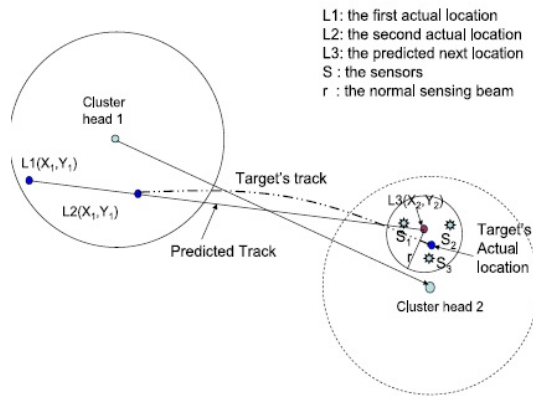 L1: the first actual location
L2: the second actual location
L3: the predicted next location
S : the sensors
r : the normal sensing beam
Cluster
head 1
L1(X₁,Y₁)
L2(X₁,Y₁)
Target's track
Predicted Track
L3(X₂,Y₂)
S₁
S₂
S₃
r
Target's
Actual
location
Cluster head 2